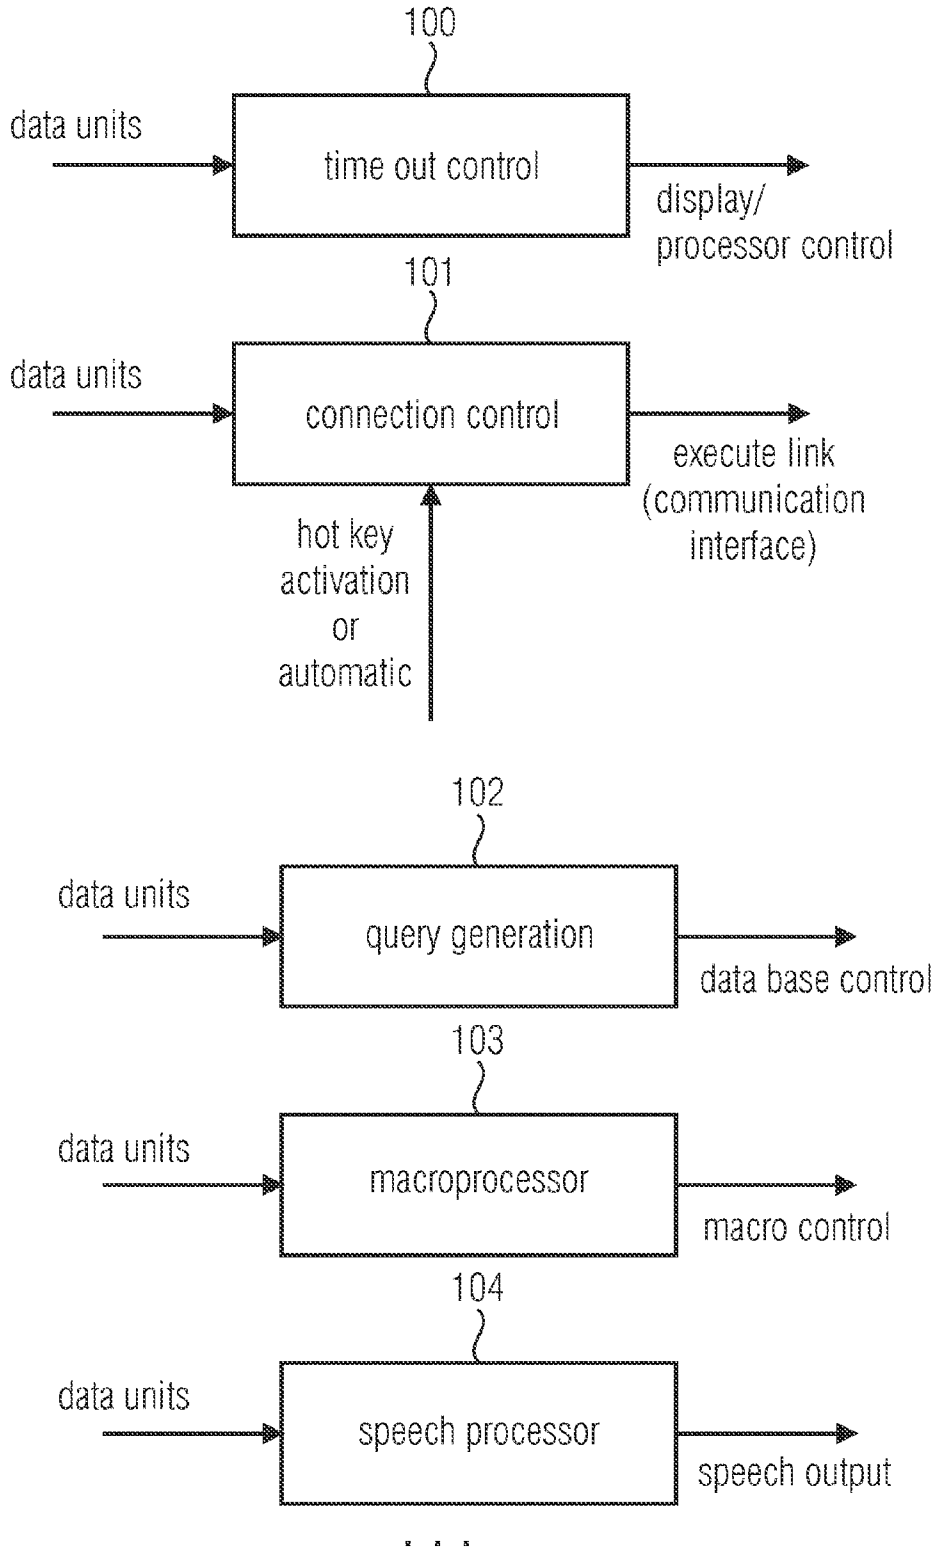 100
data units
time out control
display/
processor control
101
data units
connection control
execute link
(communication
interface)
hot key
activation
or
automatic
102
data units
query generation
data base control
103
data units
macroprocessor
macro control
104
data units
speech processor
speech output